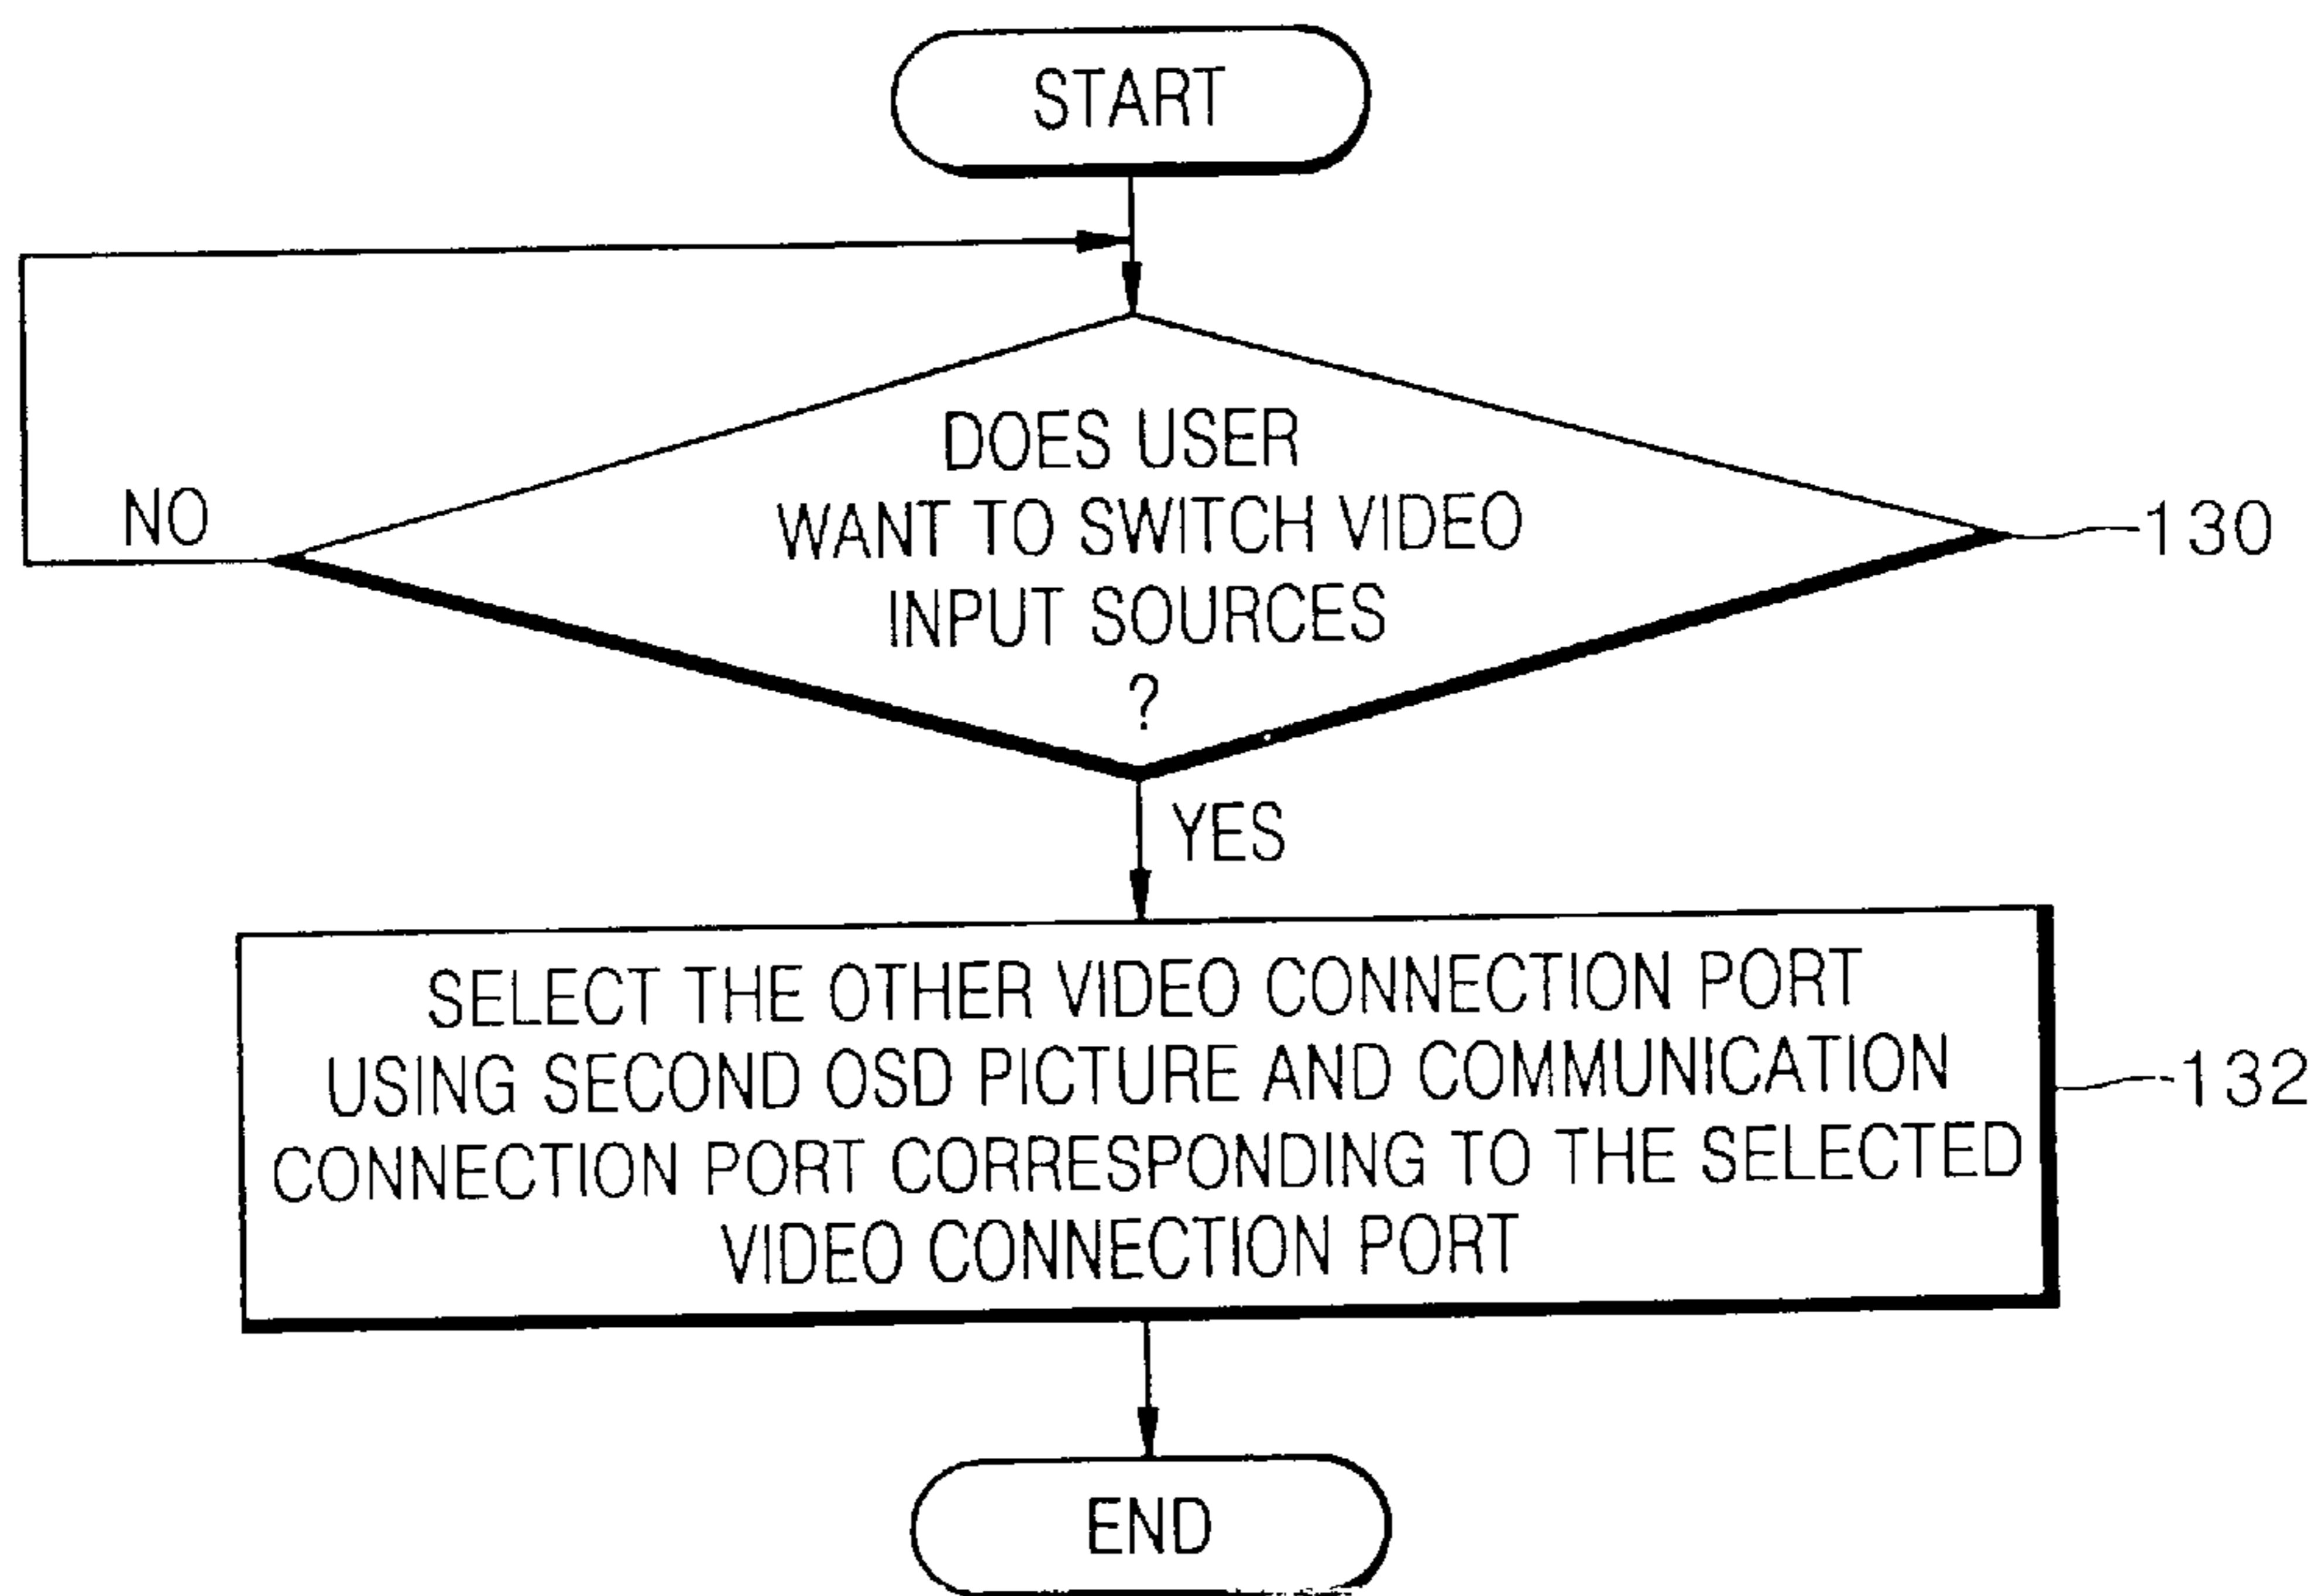 START
DOES USER
WANT TO SWITCH VIDEO
INPUT SOURCES
?
NO
130
YES
SELECT THE OTHER VIDEO CONNECTION PORT
USING SECOND OSD PICTURE AND COMMUNICATION
CONNECTION PORT CORRESPONDING TO THE SELECTED
VIDEO CONNECTION PORT
132
END